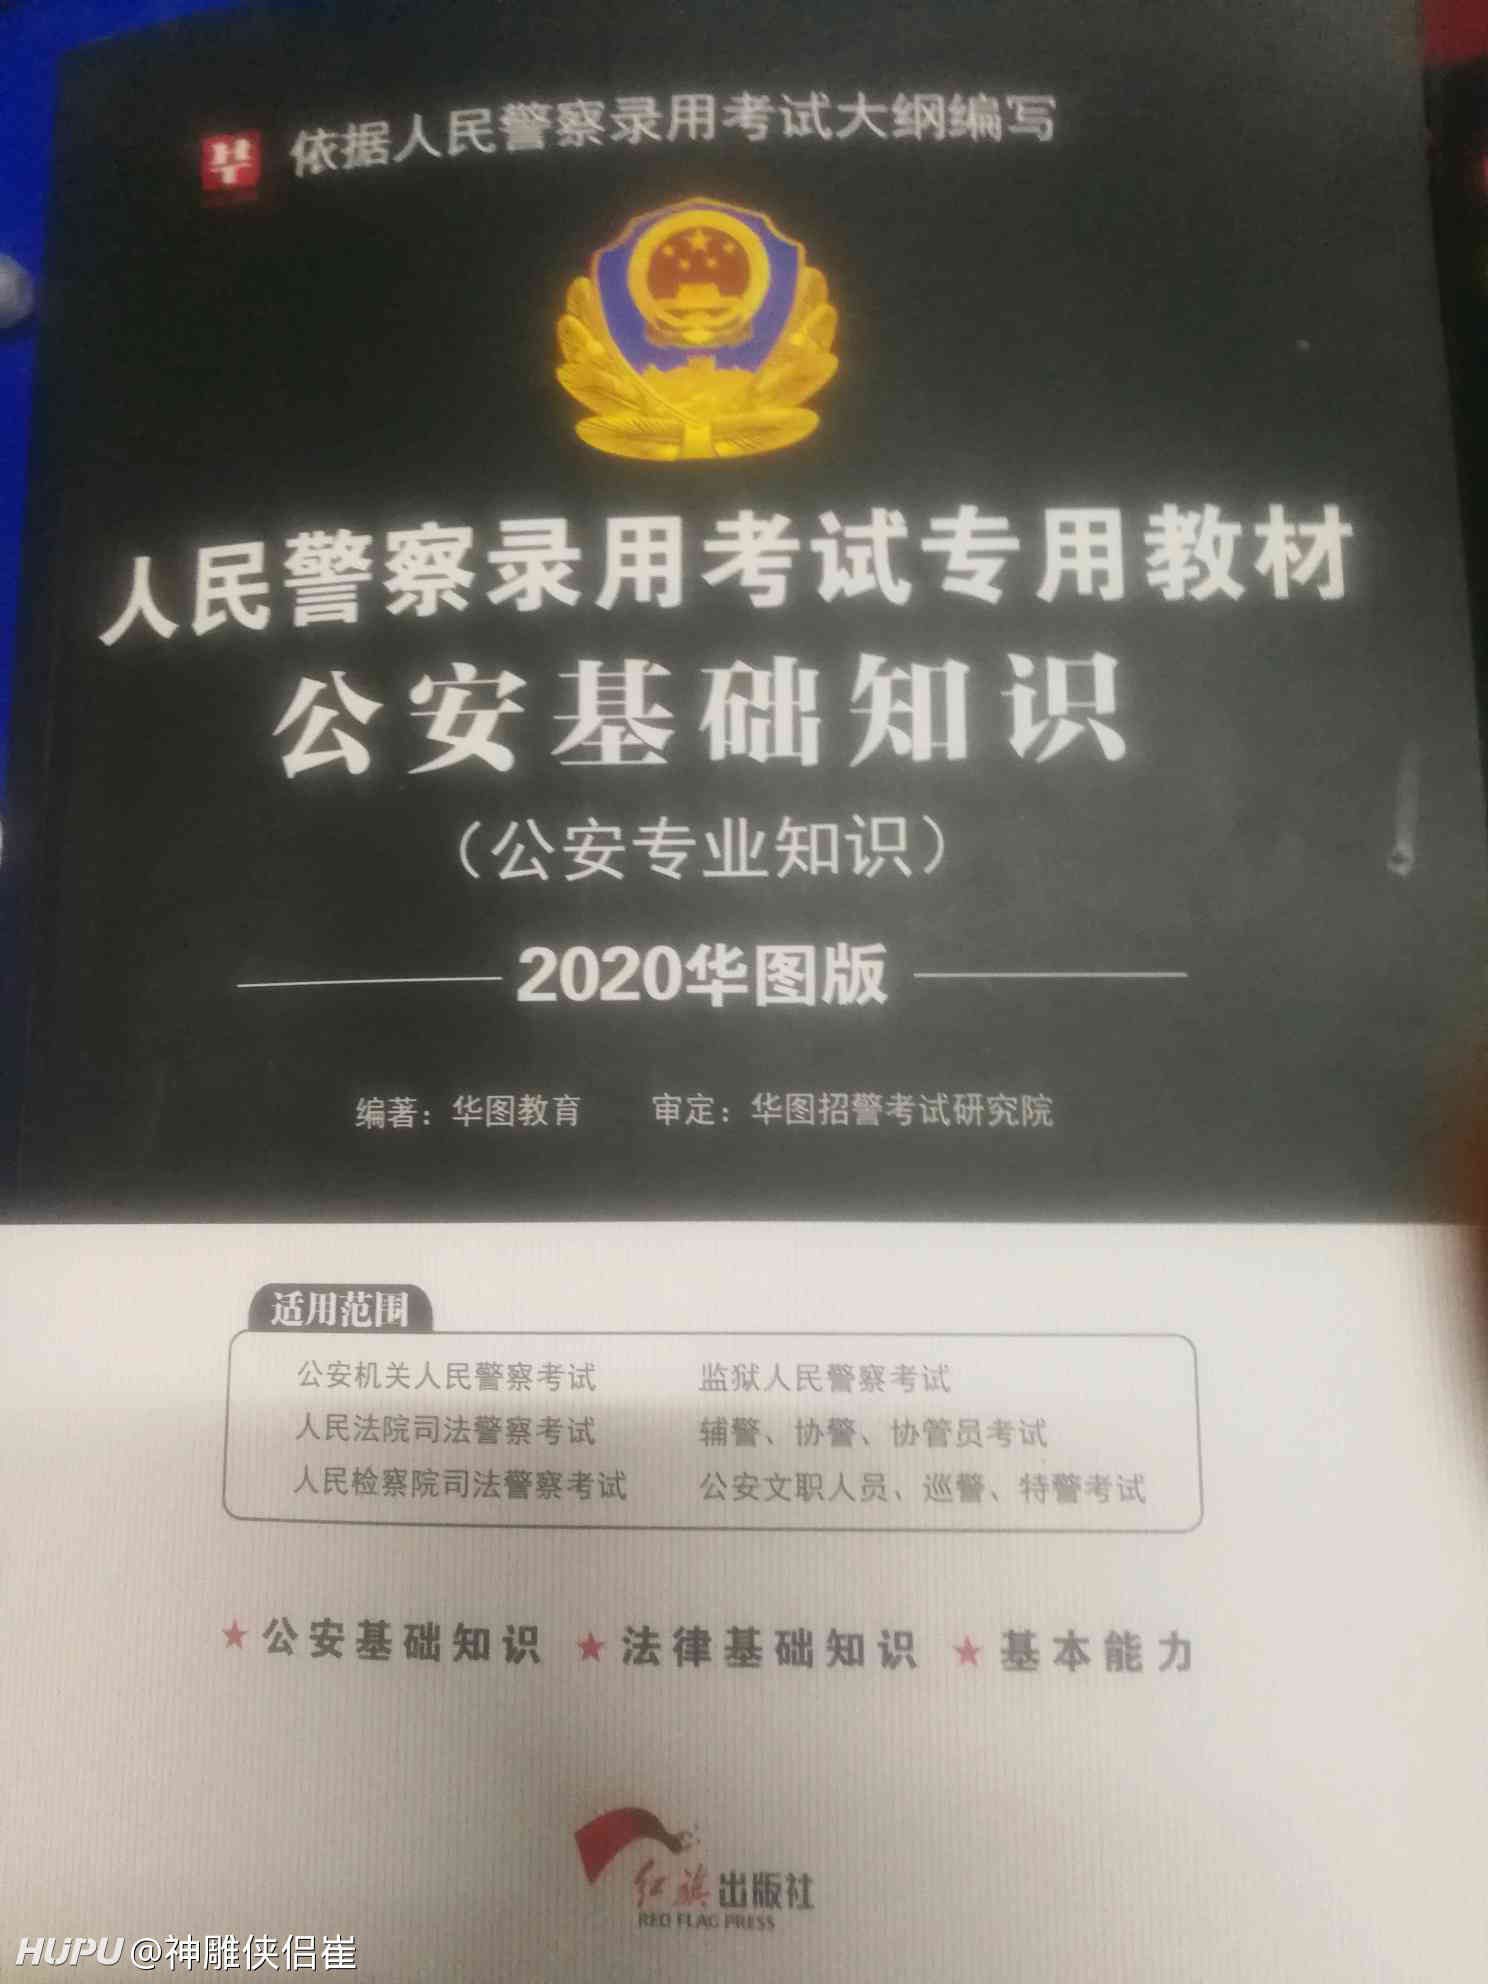 HT 依据人民警察录用考试大纲编写
人民警察录用考试专用教材
公安基础知识
（公安专业知识）
2020华图版
编著：华图教育 审定：华图招警考试研究院
适用范围
公安机关人民警察考试 监狱人民警察考试
人民法院司法警察考试 辅警、协警、协管员考试
人民检察院司法警察考试 公安文职人员、巡警、特警考试
★公安基础知识 ★法律基础知识 ★基本能力
红旗出版社
RED FLAG PRESS
HUPU @神雕侠侣崔